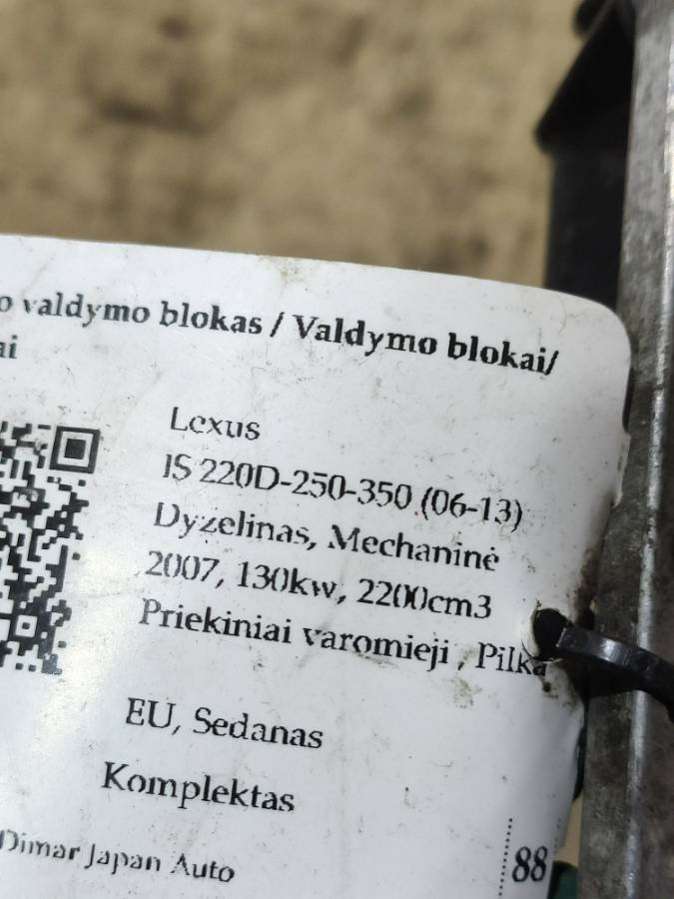 valdymo blokas / Valdymo blokai/
Lexus
IS 220D-250-350 (06-13)
Dyzelinas, Mechaninė
2007, 130kw, 2200cm3
Priekiniai varomieji , Pilka
EU, Sedanas
Komplektas
Dimar Japan Auto
88